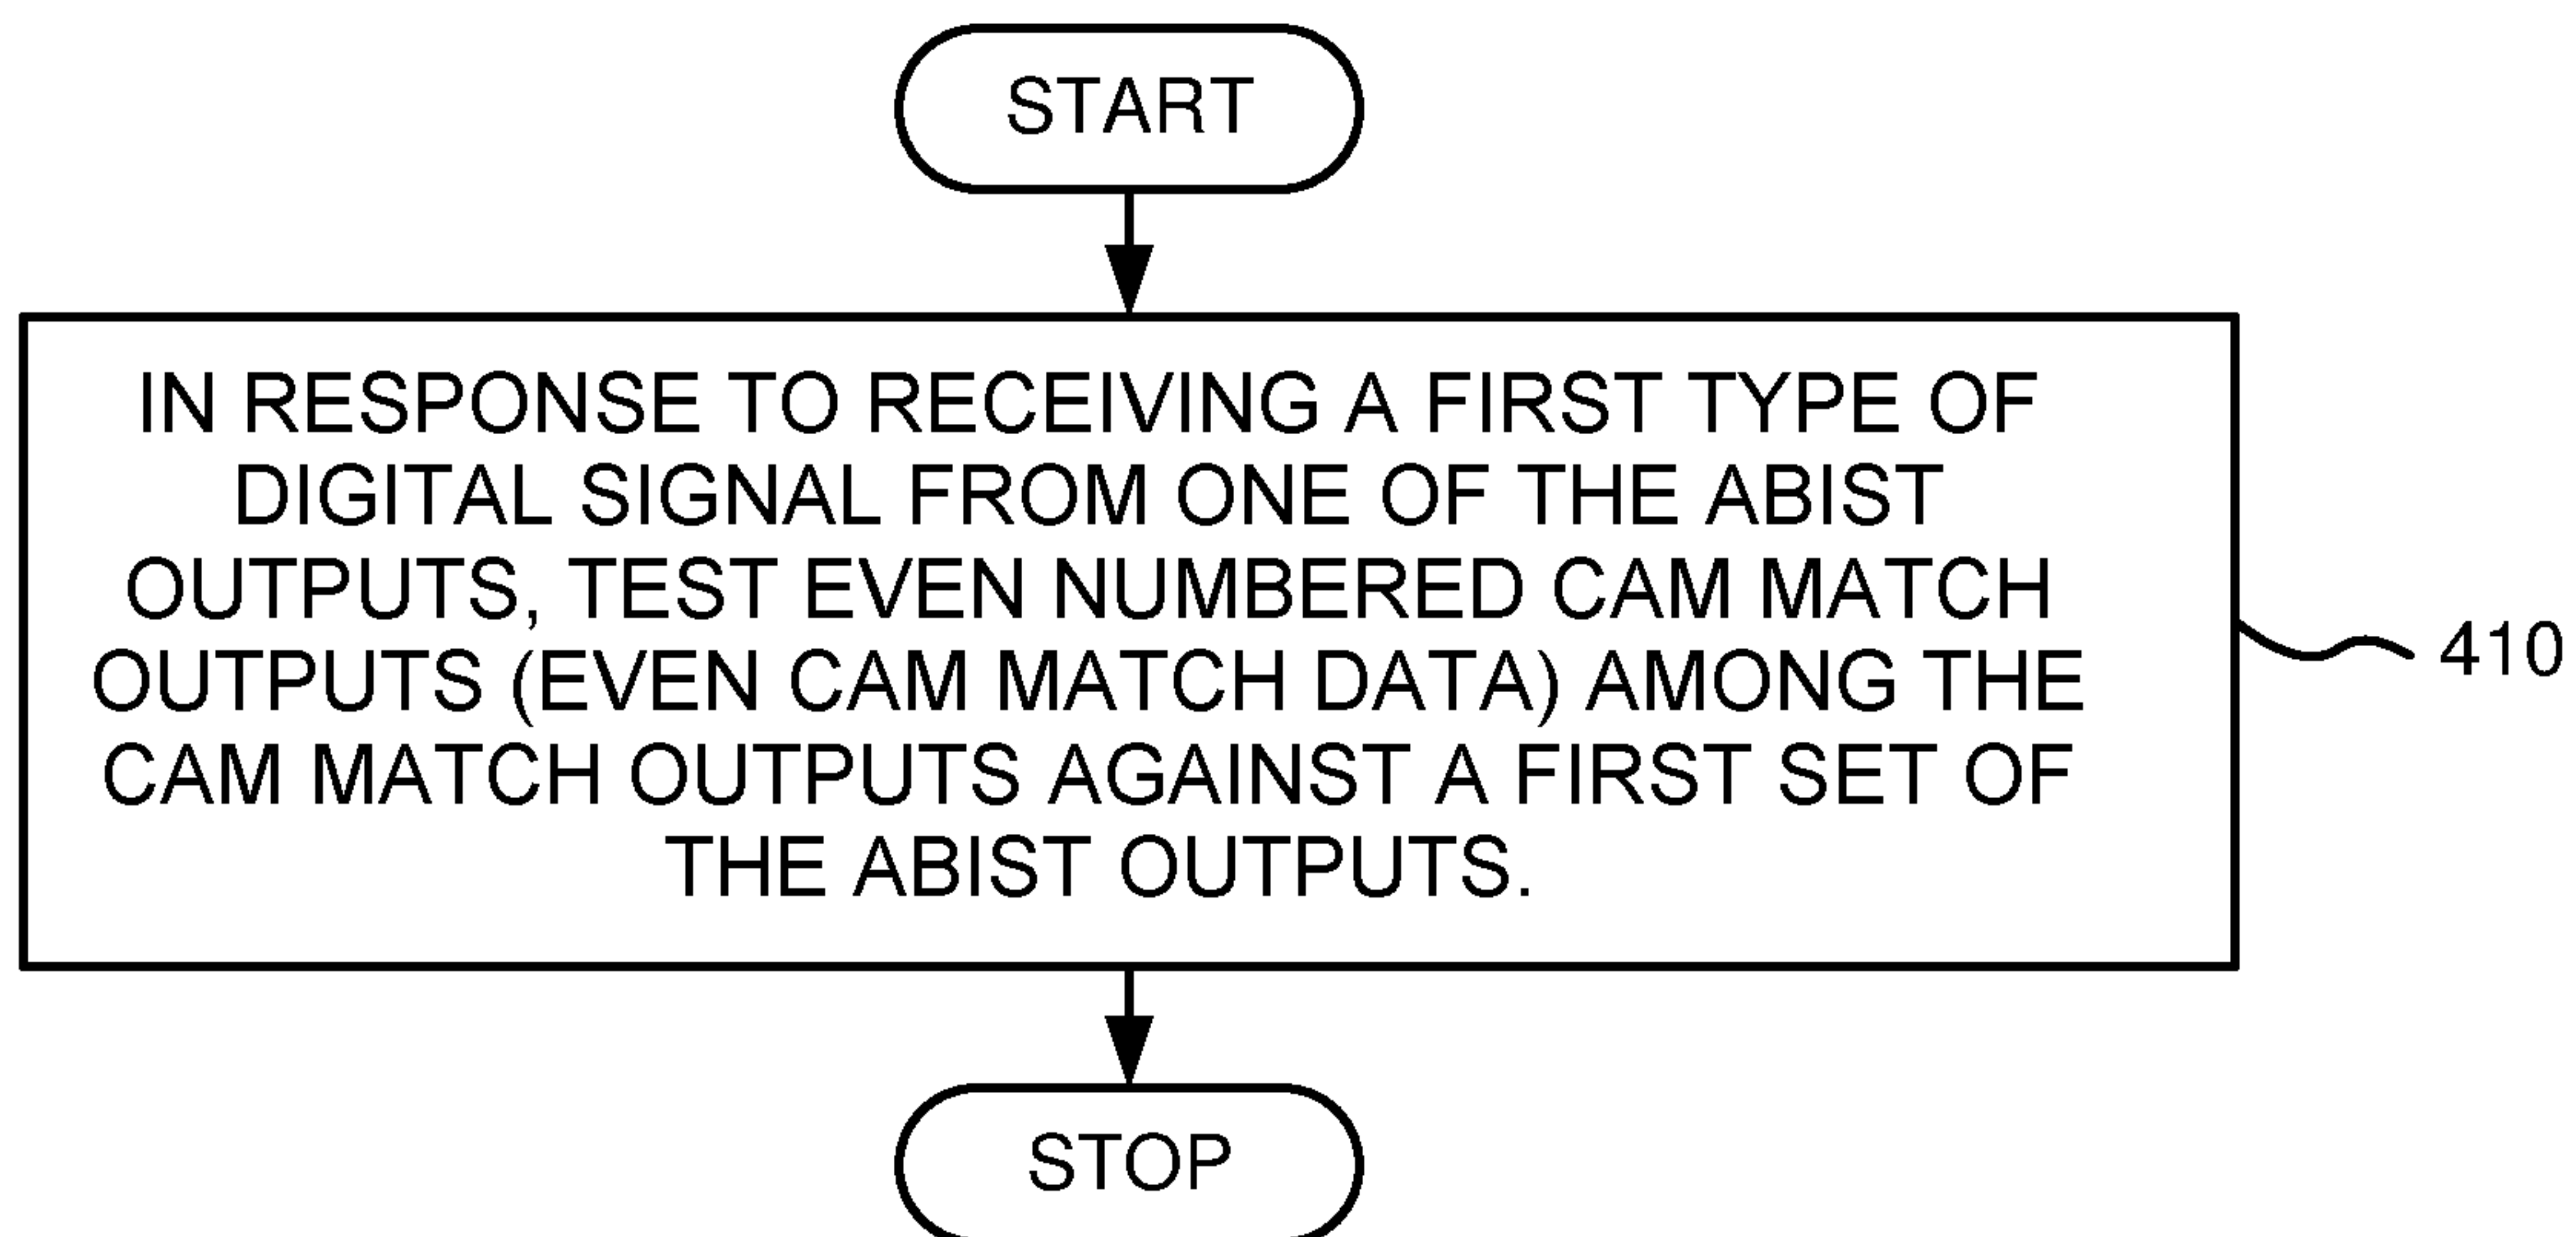 START
IN RESPONSE TO RECEIVING A FIRST TYPE OF
DIGITAL SIGNAL FROM ONE OF THE ABIST
OUTPUTS, TEST EVEN NUMBERED CAM MATCH
OUTPUTS (EVEN CAM MATCH DATA) AMONG THE
CAM MATCH OUTPUTS AGAINST A FIRST SET OF
THE ABIST OUTPUTS.
410
STOP